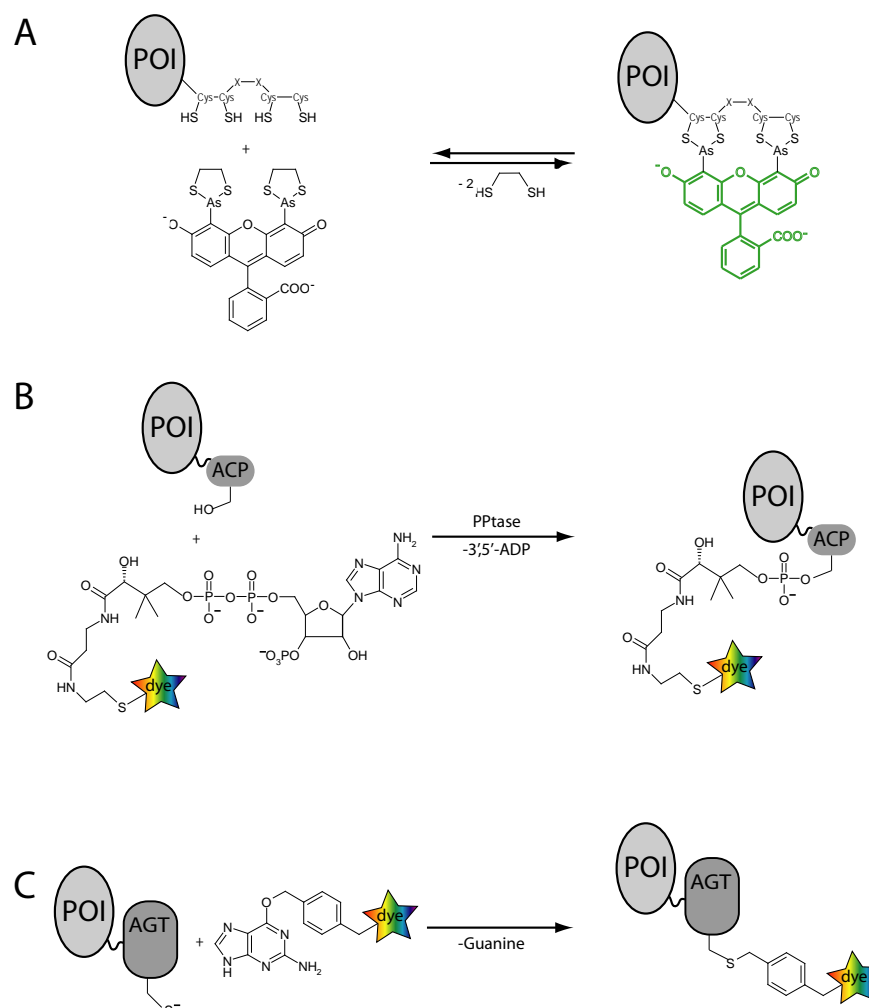 A
POI
X X
Cys Cys Cys Cys
HS SH HS SH
+
S S S S
As As
⁻O O O
COO⁻
- 2 HS SH
POI
X X
Cys Cys Cys Cys
S S S S
As As
⁻O O O
COO⁻
B
POI
ACP
HO
+
OH
O
NH
O
NH
S
dye
O P O P O
O O
O⁻ O⁻
O
⁻O₃PO OH
NH₂
N N
N N
PPtase
-3',5'-ADP
POI
ACP
OH
O
NH
O
NH
S
dye
O P O
O
O⁻
C
POI
AGT
S⁻
+
O
N N
N H N NH₂
dye
-Guanine
POI
AGT
S
dye